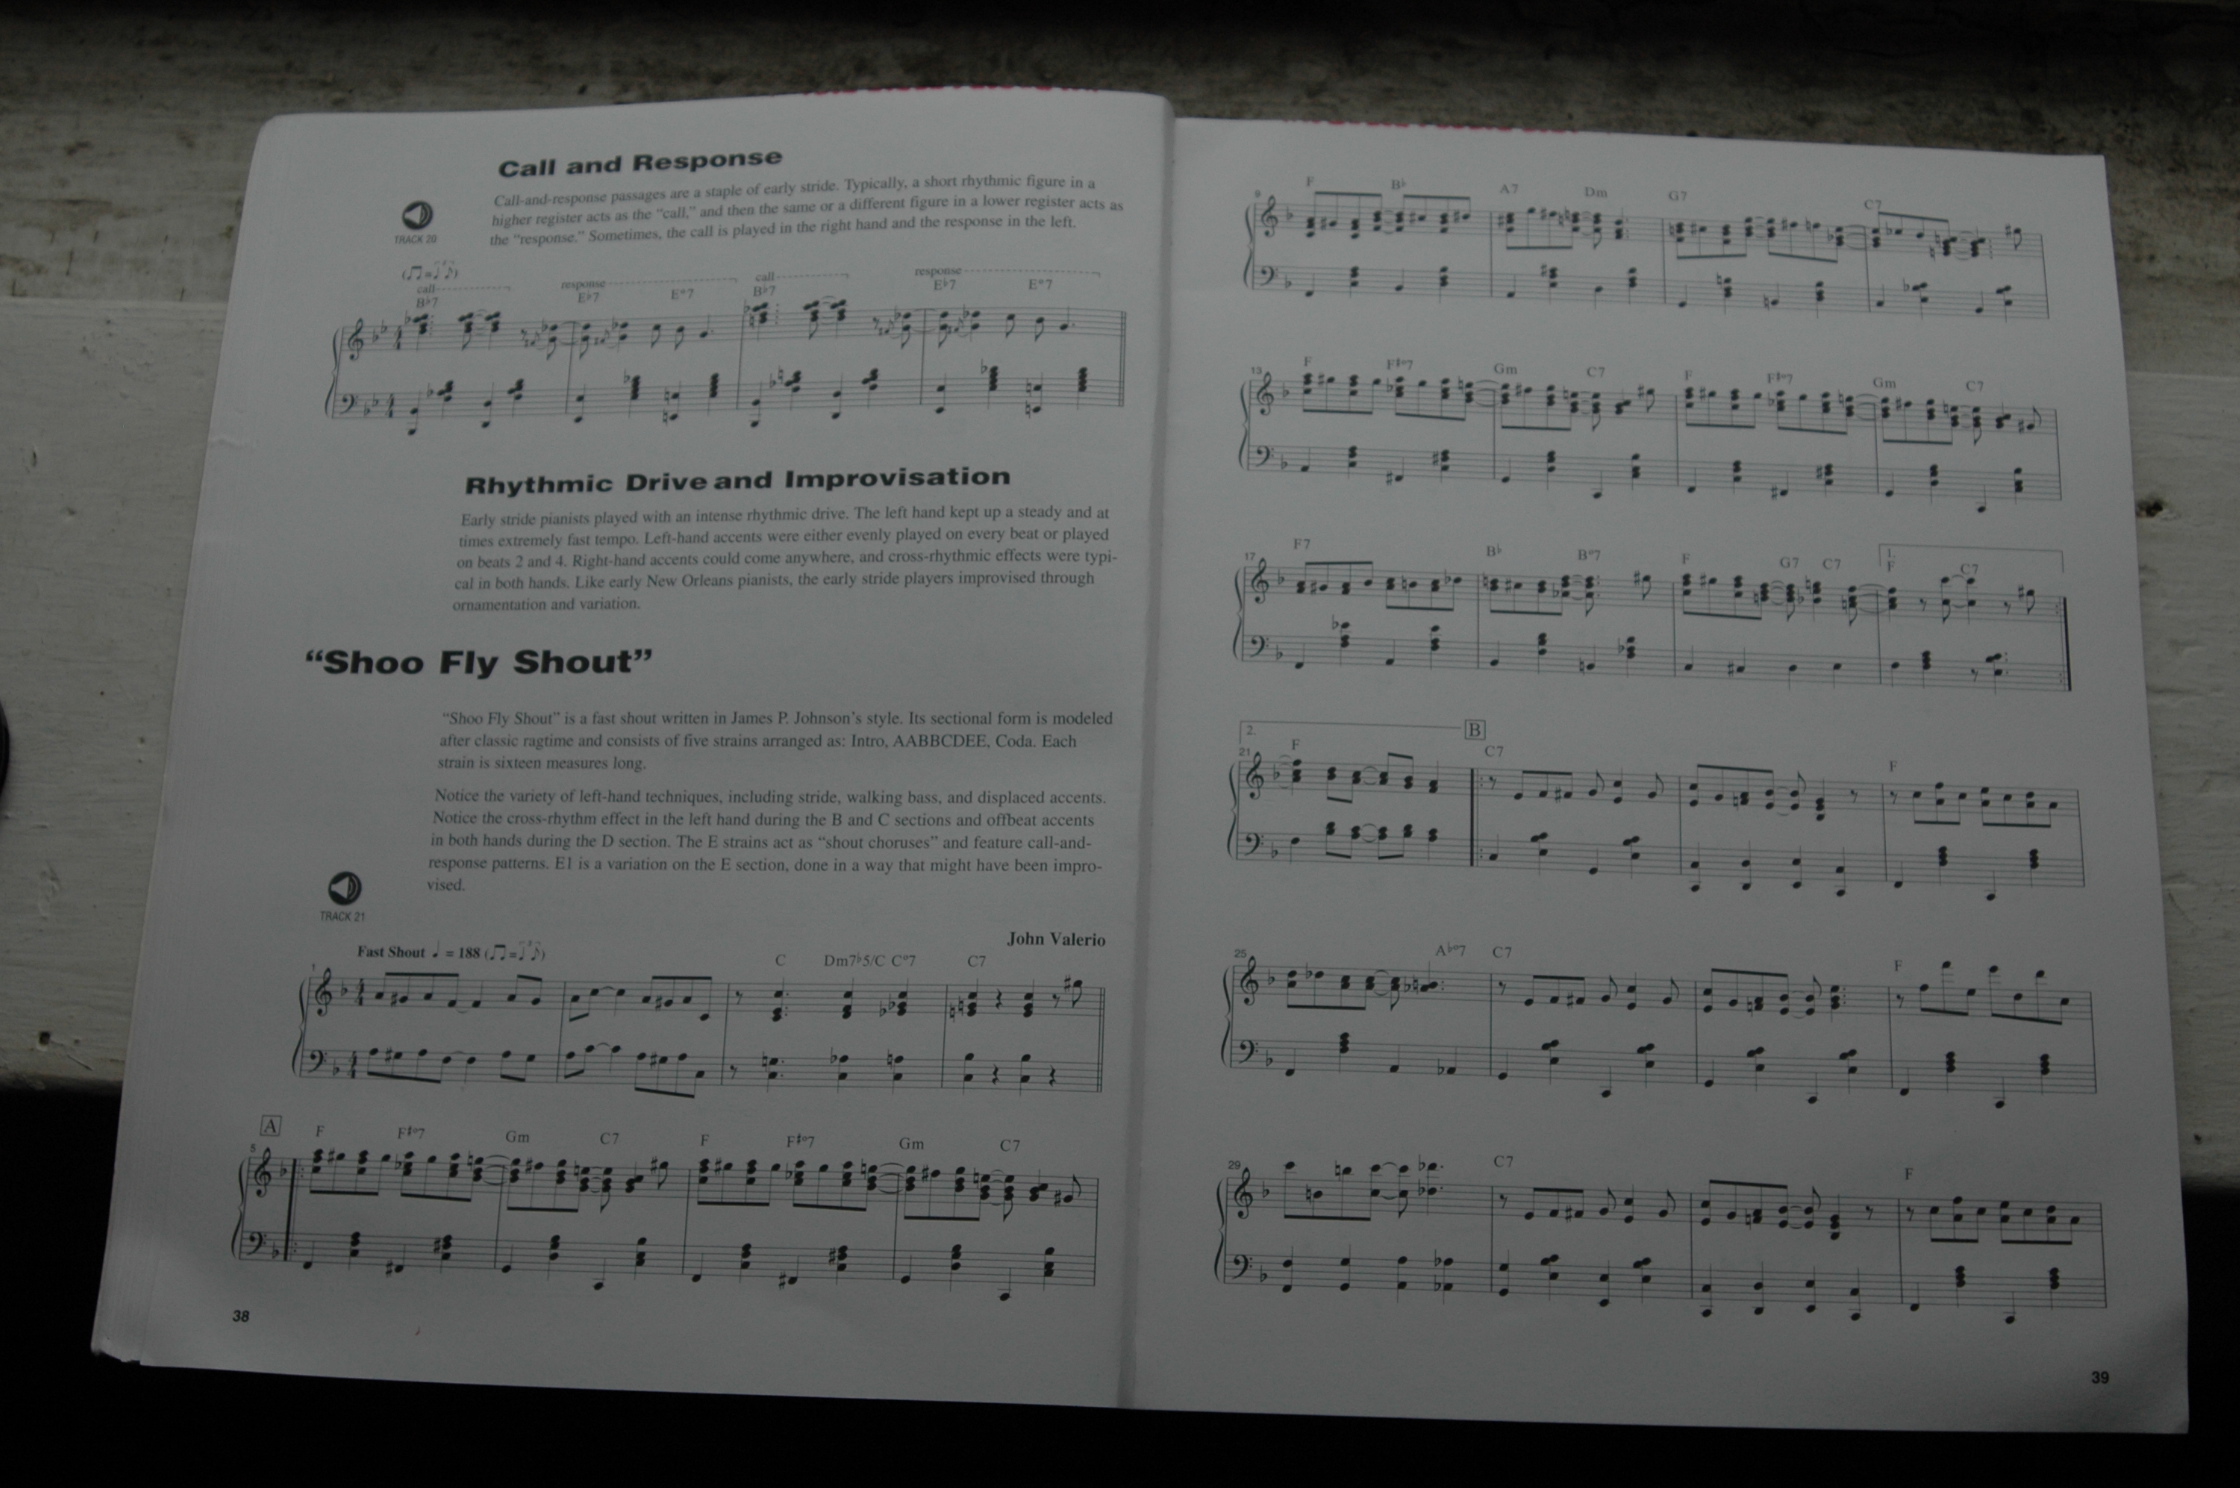 Call and Response
Call-and-response passages are a staple of early stride. Typically, a short rhythmic figure in a
higher register acts as the “call,” and then the same or a different figure in a lower register acts as
the “response.” Sometimes, the call is played in the right hand and the response in the left.
TRACK 20
call response call response
B♭7 E♭7 E°7 B♭7 E♭7 E°7
Rhythmic Drive and Improvisation
Early stride pianists played with an intense rhythmic drive. The left hand kept up a steady and at
times extremely fast tempo. Left-hand accents were either evenly played on every beat or played
on beats 2 and 4. Right-hand accents could come anywhere, and cross-rhythmic effects were typi-
cal in both hands. Like early New Orleans pianists, the early stride players improvised through
ornamentation and variation.
“Shoo Fly Shout”
“Shoo Fly Shout” is a fast shout written in James P. Johnson’s style. Its sectional form is modeled
after classic ragtime and consists of five strains arranged as: Intro, AABBCDEE, Coda. Each
strain is sixteen measures long.
Notice the variety of left-hand techniques, including stride, walking bass, and displaced accents.
Notice the cross-rhythm effect in the left hand during the B and C sections and offbeat accents
in both hands during the D section. The E strains act as “shout choruses” and feature call-and-
response patterns. E1 is a variation on the E section, done in a way that might have been impro-
vised.
TRACK 21
John Valerio
Fast Shout ♩ = 188
C Dm7♭5/C C°7 C7
1
A
F F♯°7 Gm C7 F F♯°7 Gm C7
5
38
F B♭ A7 Dm G7 C7
9
F F♯°7 Gm C7 F F♯°7 Gm C7
13
F7 B♭ B°7 F G7 C7 1. F C7
17
2. B
F C7 F
21
A♭°7 C7 F
25
C7 F
29
39